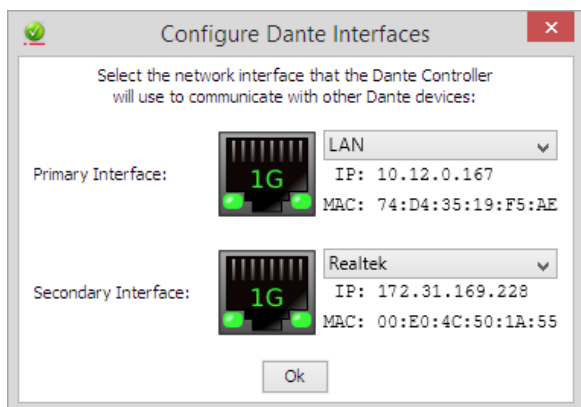 Configure Dante Interfaces
Select the network interface that the Dante Controller
will use to communicate with other Dante devices:
Primary Interface:
1G
LAN
IP: 10.12.0.167
MAC: 74:D4:35:19:F5:AE
Secondary Interface:
1G
Realtek
IP: 172.31.169.228
MAC: 00:E0:4C:50:1A:55
Ok